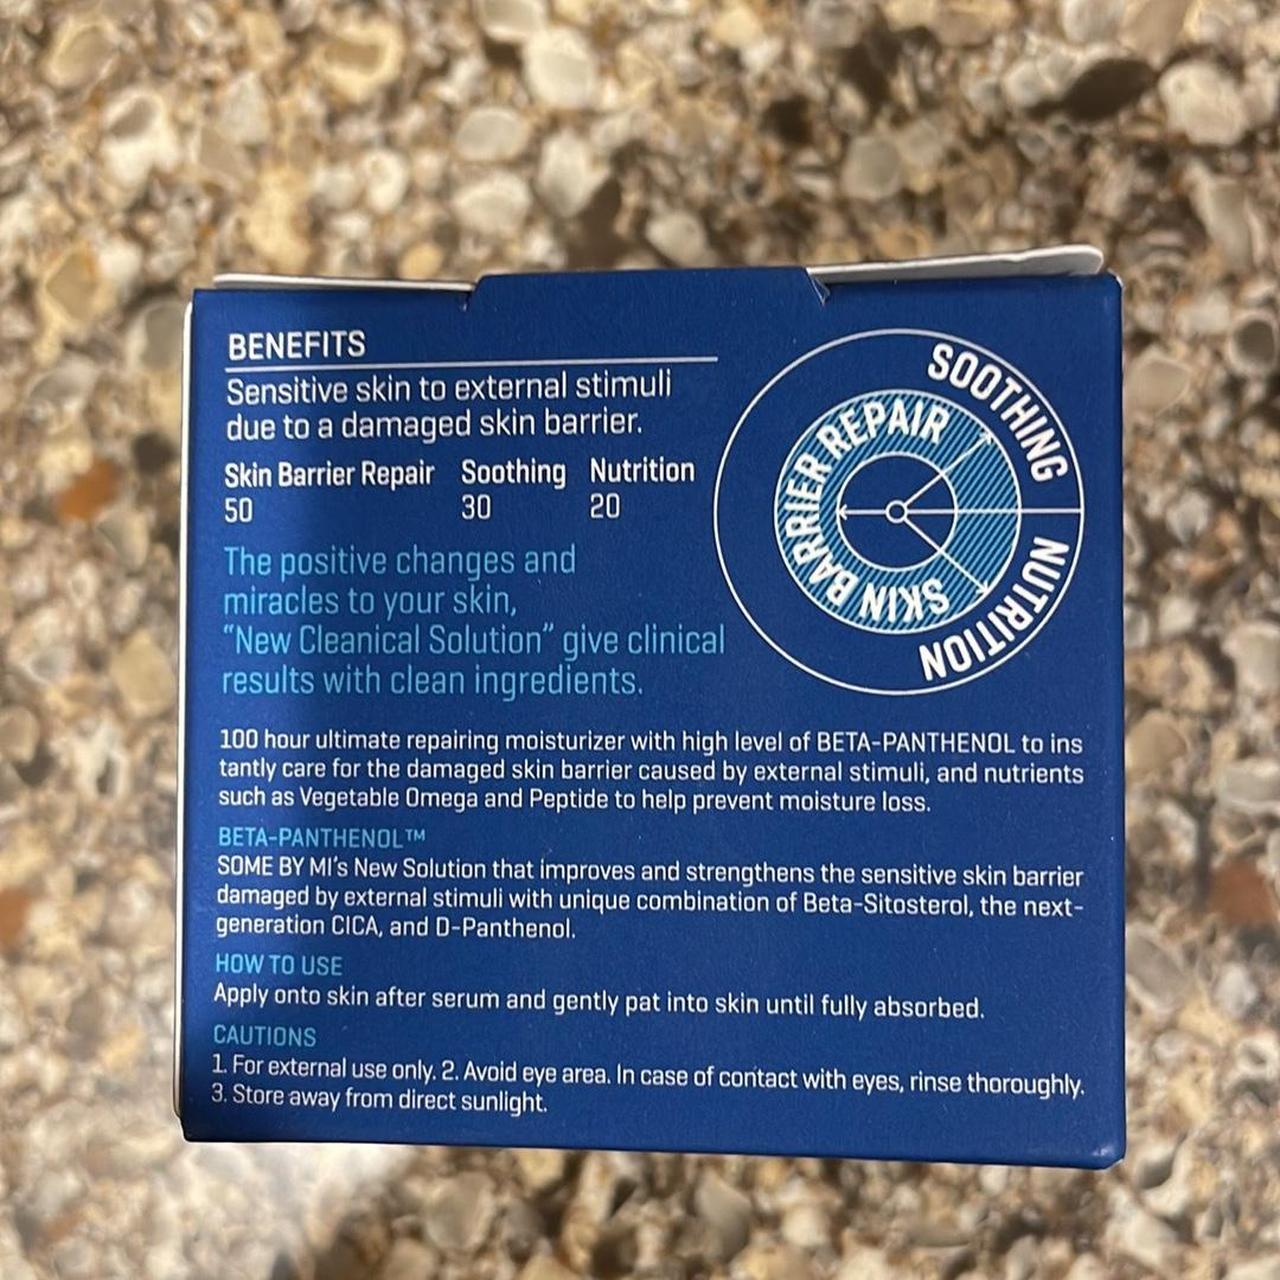 BENEFITS
Sensitive skin to external stimuli
due to a damaged skin barrier.
Skin Barrier Repair Soothing Nutrition
50 30 20
SOOTHING
SKIN BARRIER REPAIR
NUTRITION
The positive changes and
miracles to your skin,
“New Cleanical Solution” give clinical
results with clean ingredients.
100 hour ultimate repairing moisturizer with high level of BETA-PANTHENOL to ins
tantly care for the damaged skin barrier caused by external stimuli, and nutrients
such as Vegetable Omega and Peptide to help prevent moisture loss.
BETA-PANTHENOL™
SOME BY MI's New Solution that improves and strengthens the sensitive skin barrier
damaged by external stimuli with unique combination of Beta-Sitosterol, the next-
generation CICA, and D-Panthenol.
HOW TO USE
Apply onto skin after serum and gently pat into skin until fully absorbed.
CAUTIONS
1. For external use only. 2. Avoid eye area. In case of contact with eyes, rinse thoroughly.
3. Store away from direct sunlight.